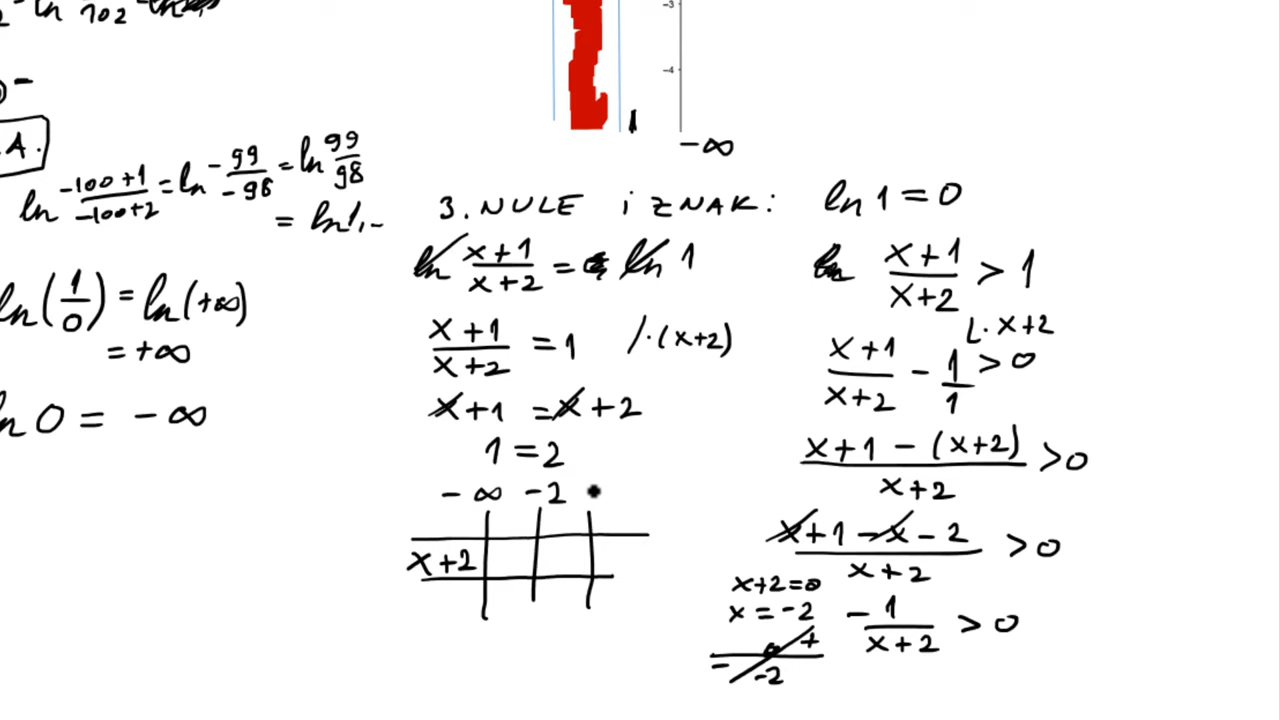 -3
-4
-∞
A.
ln (-100+1)/(-100+2) = ln (-99)/(-98) = ln 99/98
= ln 1,-
ln(1/0) = ln(+∞)
= +∞
ln 0 = -∞
3. NULE i ZNAK: ln 1 = 0
ln (x+1)/(x+2) = ln 1
(x+1)/(x+2) = 1 /·(x+2)
x+1 = x+2
1 = 2
-∞ -2
x+2
(x+1)/(x+2) > 1
/· x+2
(x+1)/(x+2) - 1/1 > 0
(x+1-(x+2))/(x+2) > 0
(x+1-x-2)/(x+2) > 0
x+2=0
x = -2
- 1/(x+2) > 0
0 +
- -2